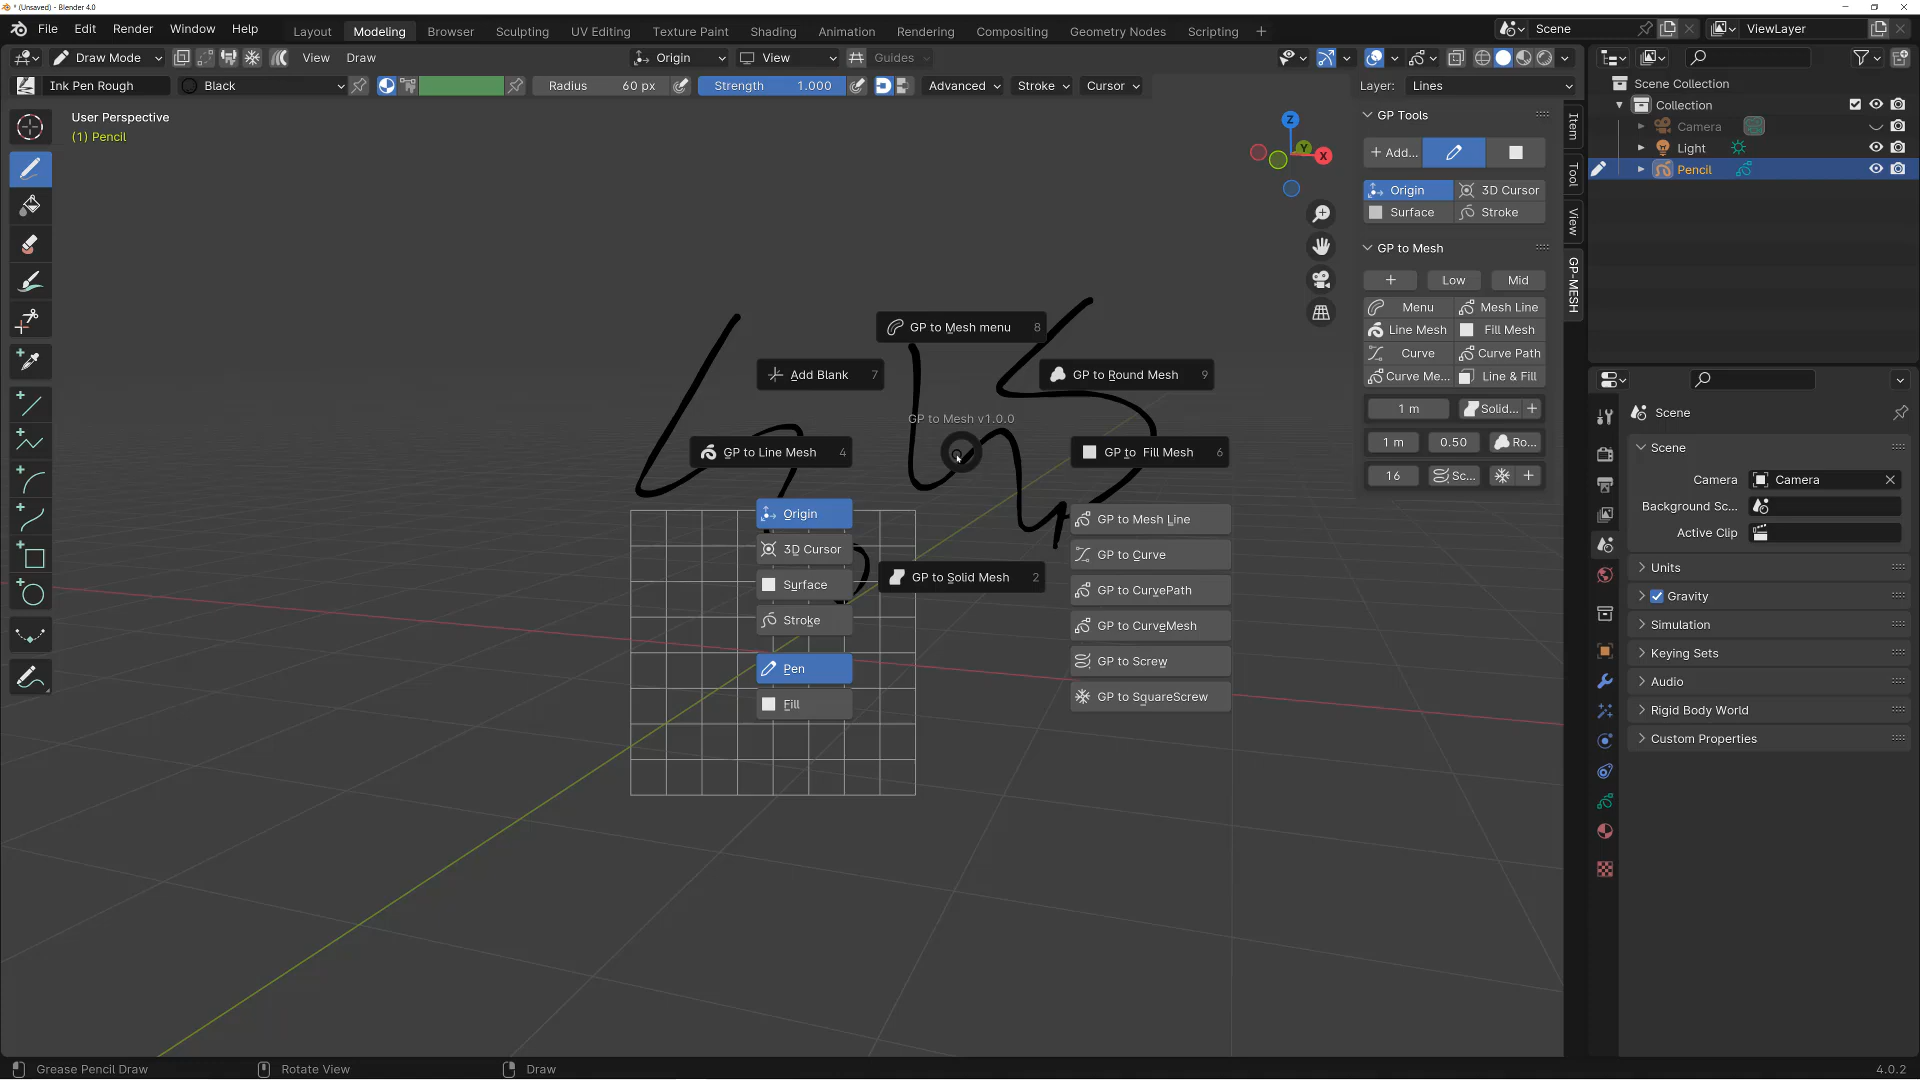 * (Unsaved) - Blender 4.0
File Edit Render Window Help Layout Modeling Browser Sculpting UV Editing Texture Paint Shading Animation Rendering Compositing Geometry Nodes Scripting + Scene ViewLayer
Draw Mode View Draw Origin View Guides
Ink Pen Rough Black Radius 60 px Strength 1.000 Advanced Stroke Cursor Layer: Lines
User Perspective
(1) Pencil
Z
Y
X
GP Tools
+ Add...
Origin 3D Cursor
Surface Stroke
GP to Mesh
+ Low Mid
Menu Mesh Line
Line Mesh Fill Mesh
Curve Curve Path
Curve Me... Line & Fill
1 m Solid... +
1 m 0.50 Ro...
16 Sc... +
Item
Tool
View
GP-MESH
GP to Mesh menu 8
Add Blank 7
GP to Round Mesh 9
GP to Mesh v1.0.0
GP to Line Mesh 4
GP to Fill Mesh 6
Origin
3D Cursor
Surface
Stroke
Pen
Fill
GP to Solid Mesh 2
GP to Mesh Line
GP to Curve
GP to CurvePath
GP to CurveMesh
GP to Screw
GP to SquareScrew
Scene Collection
Collection
Camera
Light
Pencil
Scene
Scene
Camera Camera
Background Sc...
Active Clip
Units
Gravity
Simulation
Keying Sets
Audio
Rigid Body World
Custom Properties
Grease Pencil Draw Rotate View Draw 4.0.2